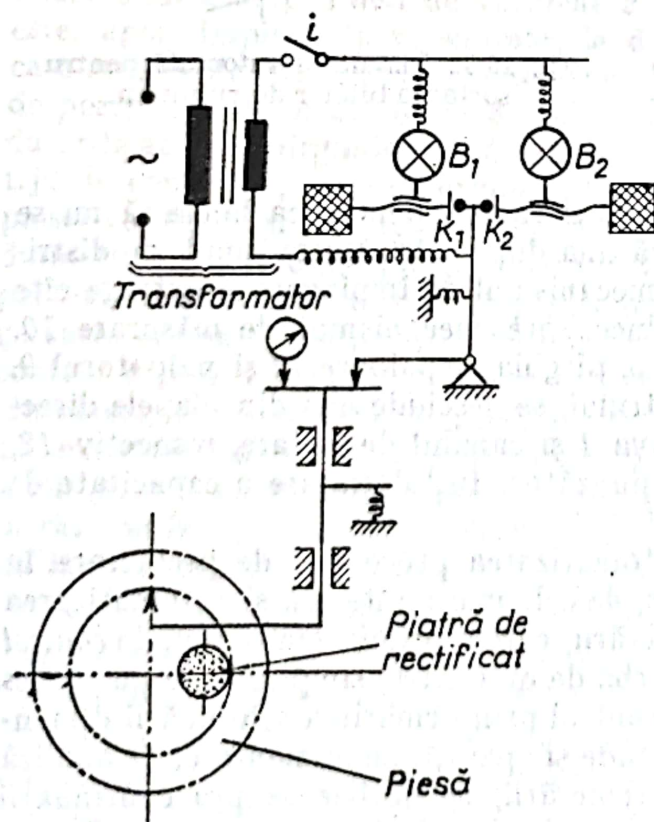 i
B₁
B₂
~
K₁
K₂
Transformator
Piatră de
rectificat
Piesă